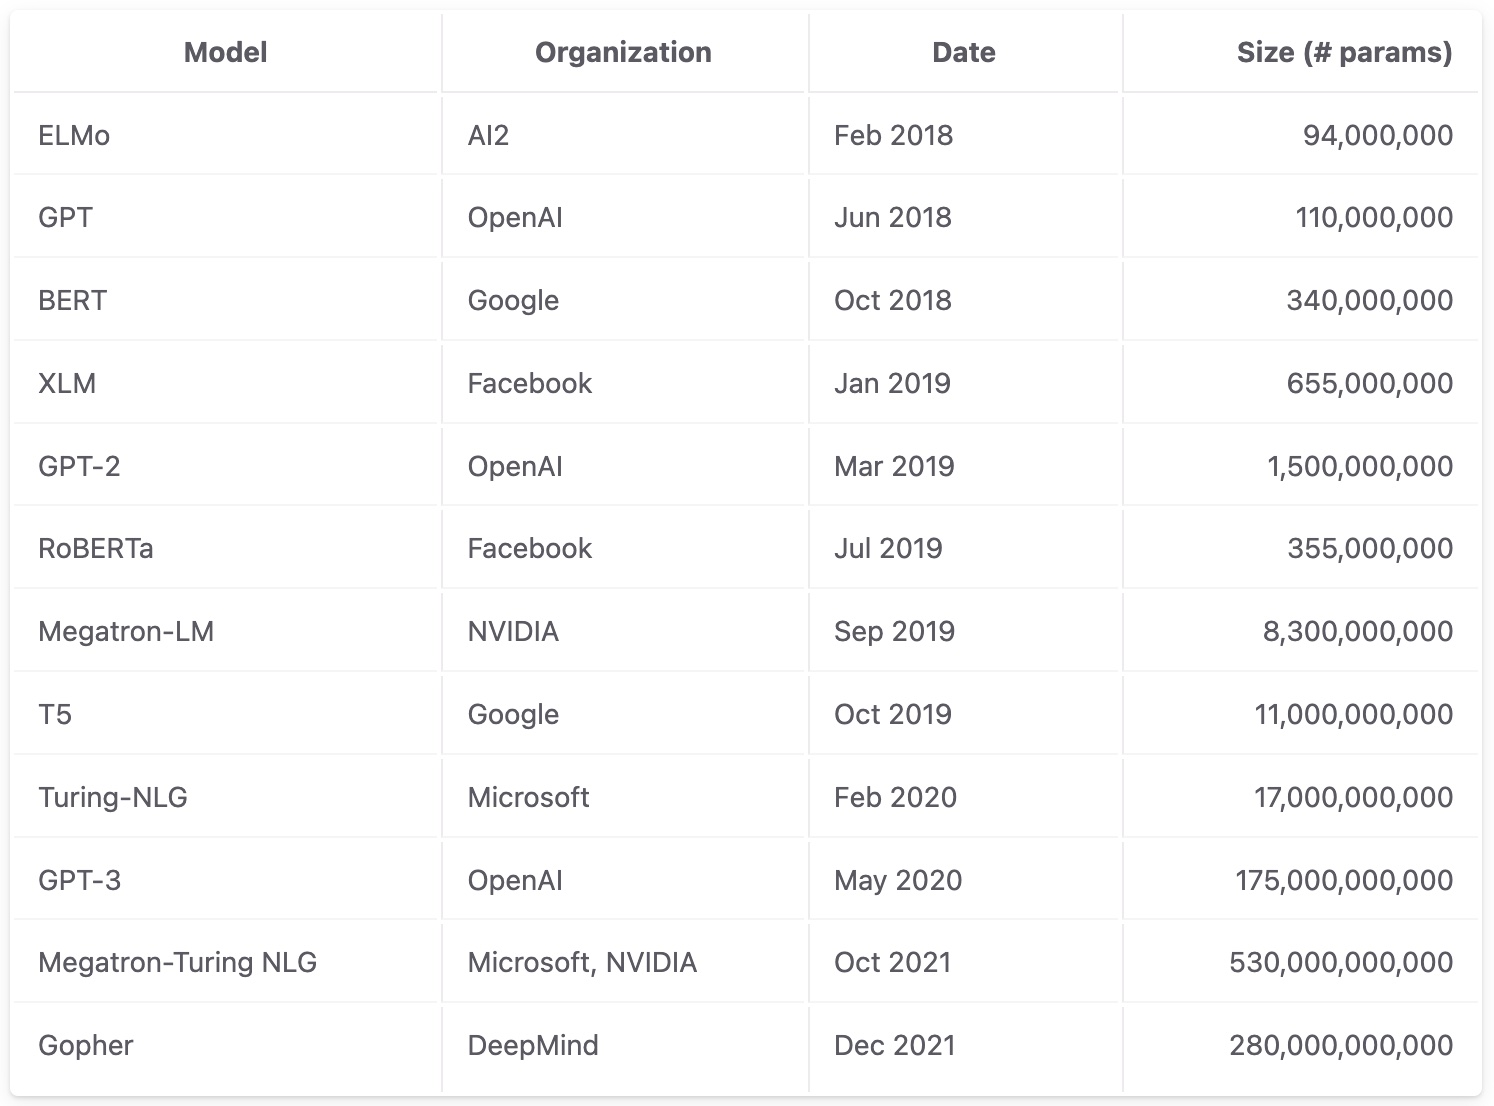 Model Organization Date Size (# params)
ELMo AI2 Feb 2018 94,000,000
GPT OpenAI Jun 2018 110,000,000
BERT Google Oct 2018 340,000,000
XLM Facebook Jan 2019 655,000,000
GPT-2 OpenAI Mar 2019 1,500,000,000
RoBERTa Facebook Jul 2019 355,000,000
Megatron-LM NVIDIA Sep 2019 8,300,000,000
T5 Google Oct 2019 11,000,000,000
Turing-NLG Microsoft Feb 2020 17,000,000,000
GPT-3 OpenAI May 2020 175,000,000,000
Megatron-Turing NLG Microsoft, NVIDIA Oct 2021 530,000,000,000
Gopher DeepMind Dec 2021 280,000,000,000